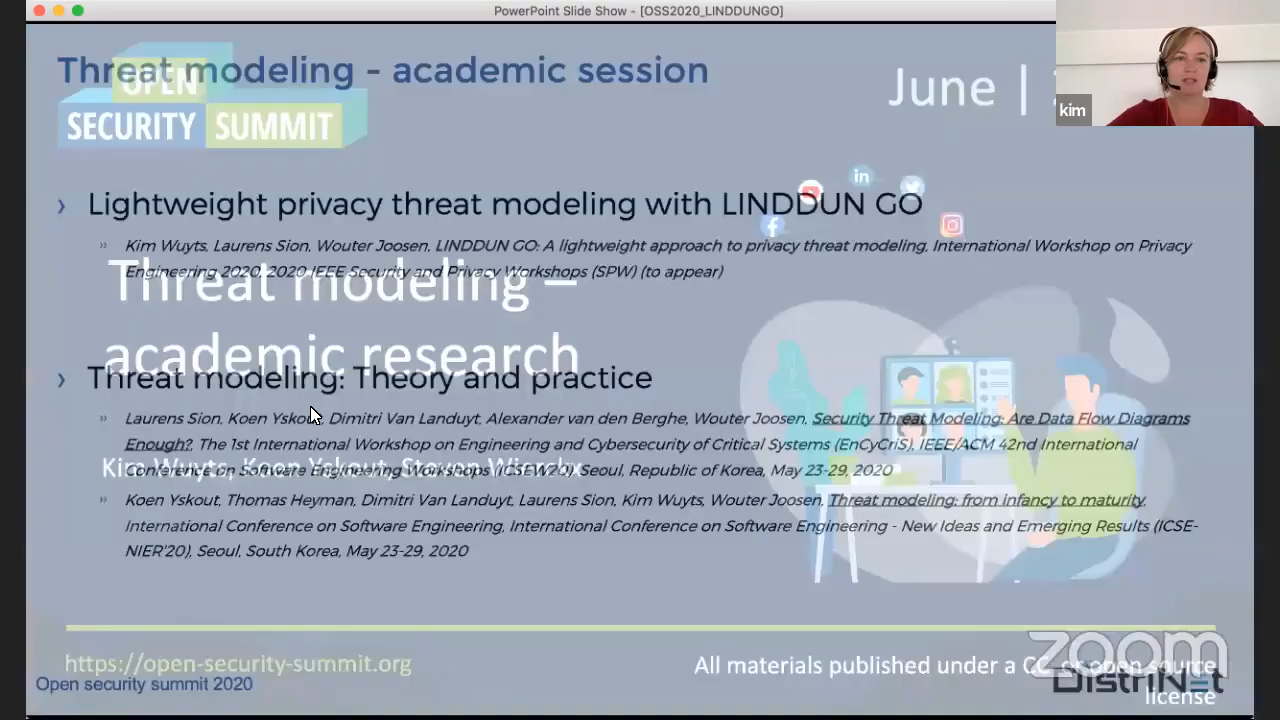 PowerPoint Slide Show - [OSS2020_LINDDUNGO]
Threat modeling - academic session
OPEN
SECURITY SUMMIT
June |
kim
› Lightweight privacy threat modeling with LINDDUN GO
in
» Kim Wuyts, Laurens Sion, Wouter Joosen, LINDDUN GO: A lightweight approach to privacy threat modeling, International Workshop on Privacy
Engineering 2020, 2020 IEEE Security and Privacy Workshops (SPW) (to appear)
Threat modeling –
academic research
› Threat modeling: Theory and practice
» Laurens Sion, Koen Yskout, Dimitri Van Landuyt, Alexander van den Berghe, Wouter Joosen, Security Threat Modeling: Are Data Flow Diagrams
Enough?, The 1st International Workshop on Engineering and Cybersecurity of Critical Systems (EnCyCriS), IEEE/ACM 42nd International
Conference on Software Engineering Workshops (ICSEW'20), Seoul, Republic of Korea, May 23-29, 2020
Kim Wuyts, Koen Yskout, Steven
» Koen Yskout, Thomas Heyman, Dimitri Van Landuyt, Laurens Sion, Kim Wuyts, Wouter Joosen, Threat modeling: from infancy to maturity,
International Conference on Software Engineering, International Conference on Software Engineering - New Ideas and Emerging Results (ICSE-
NIER'20), Seoul, South Korea, May 23-29, 2020
https://open-security-summit.org
All materials published under a CC or open source
license
Open security summit 2020
zoom
DistriNet